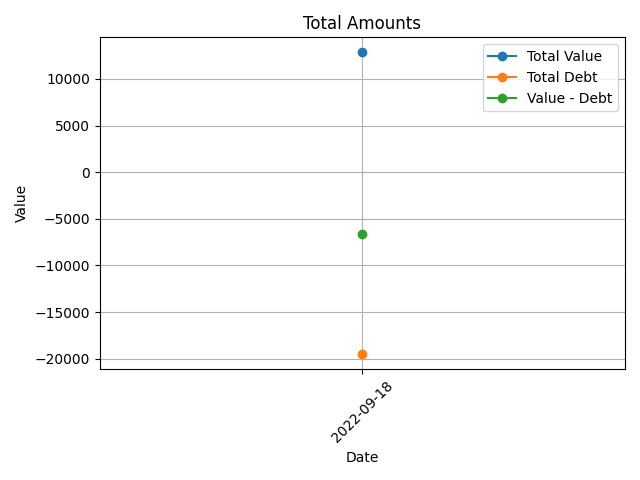 Total Amounts
Total Value
Total Debt
Value - Debt
10000
5000
0
−5000
−10000
−15000
−20000
Value
2022-09-18
Date